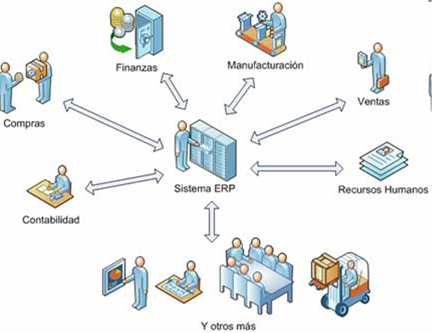 Finanzas
Manufacturación
Compras
Ventas
Sistema ERP
Recursos Humanos
Contabilidad
Y otros más